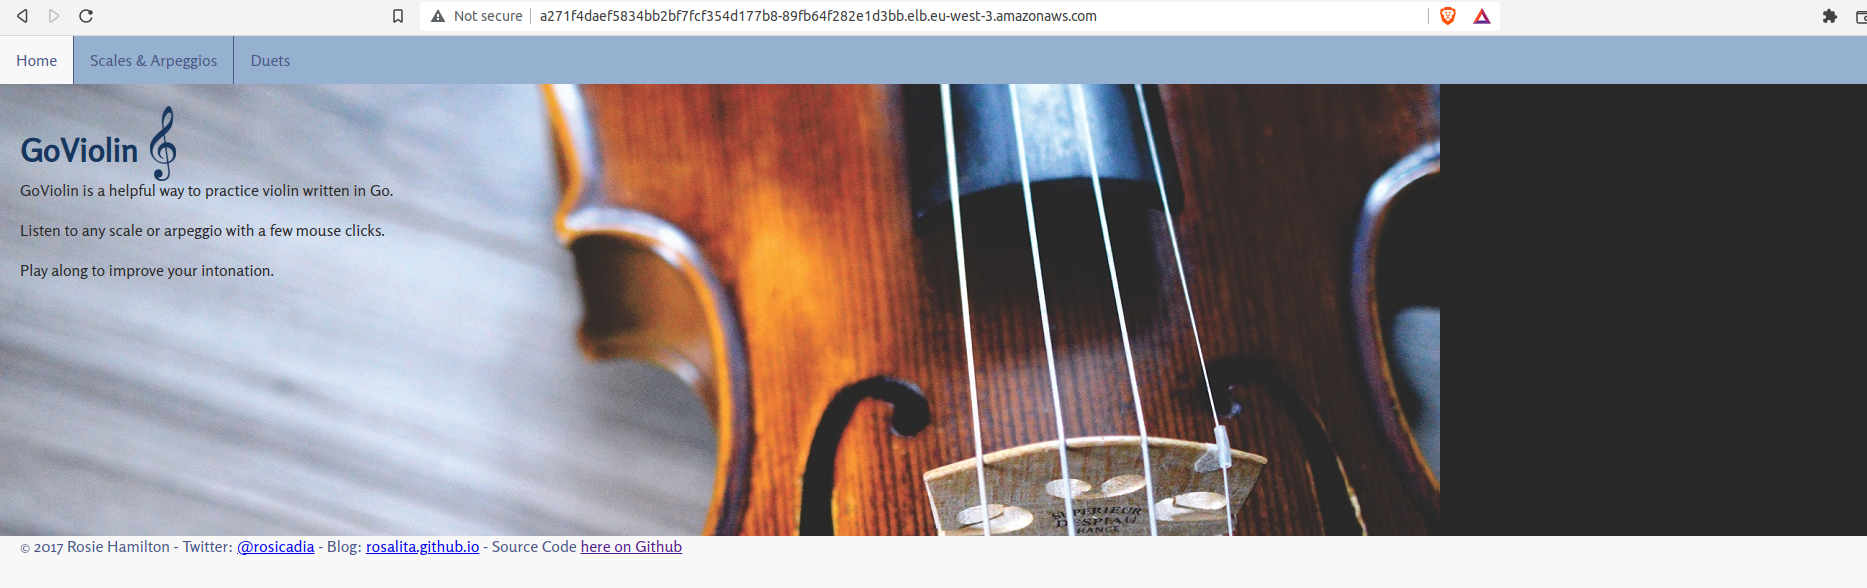 Not secure
a271f4daef5834bb2bf7fcf354d177b8-89fb64f282e1d3bb.elb.eu-west-3.amazonaws.com
Home
Scales & Arpeggios
Duets
GoViolin
GoViolin is a helpful way to practice violin written in Go.
Listen to any scale or arpeggio with a few mouse clicks.
Play along to improve your intonation.
SUPERIEUR
DESPIAU
FRANCE
© 2017 Rosie Hamilton - Twitter: @rosicadia - Blog: rosalita.github.io - Source Code here on Github